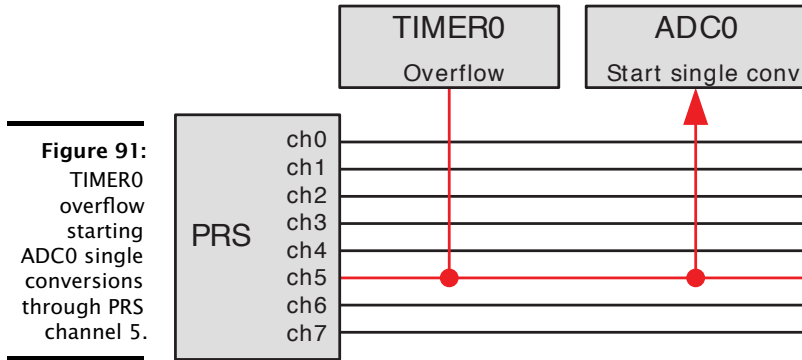 TIMER0
Overflow
ADC0
Start single conv
Figure 91:
TIMER0
overflow
starting
ADC0 single
conversions
through PRS
channel 5.
PRS
ch0
ch1
ch2
ch3
ch4
ch5
ch6
ch7